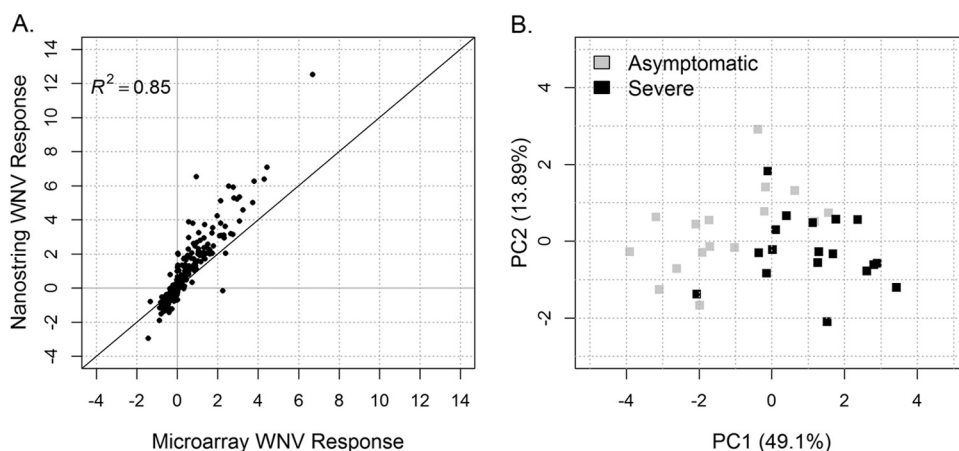 A.
Nanostring WNV Response
14
12
10
8
6
4
2
0
-2
-4
R² = 0.85
-4 -2 0 2 4 6 8 10 12 14
Microarray WNV Response
B.
PC2 (13.89%)
4
2
0
-2
Asymptomatic
Severe
-4 -2 0 2 4
PC1 (49.1%)